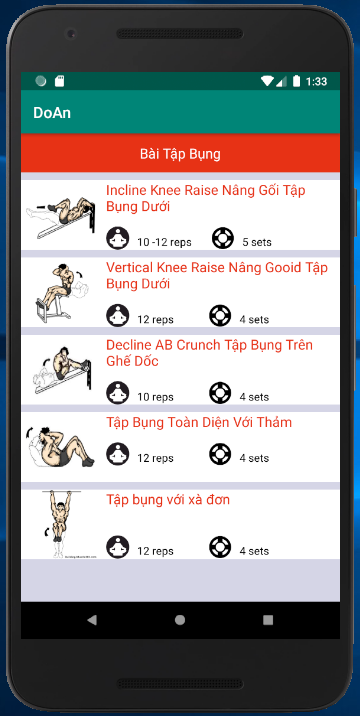 1:33
DoAn
Bài Tập Bụng
Incline Knee Raise Nâng Gối Tập
Bụng Dưới
10 -12 reps 5 sets
Vertical Knee Raise Nâng Gooid Tập
Bụng Dưới
12 reps 4 sets
Decline AB Crunch Tập Bụng Trên
Ghế Dốc
10 reps 4 sets
Tập Bụng Toàn Diện Với Thảm
12 reps 4 sets
Tập bụng với xà đơn
12 reps 4 sets